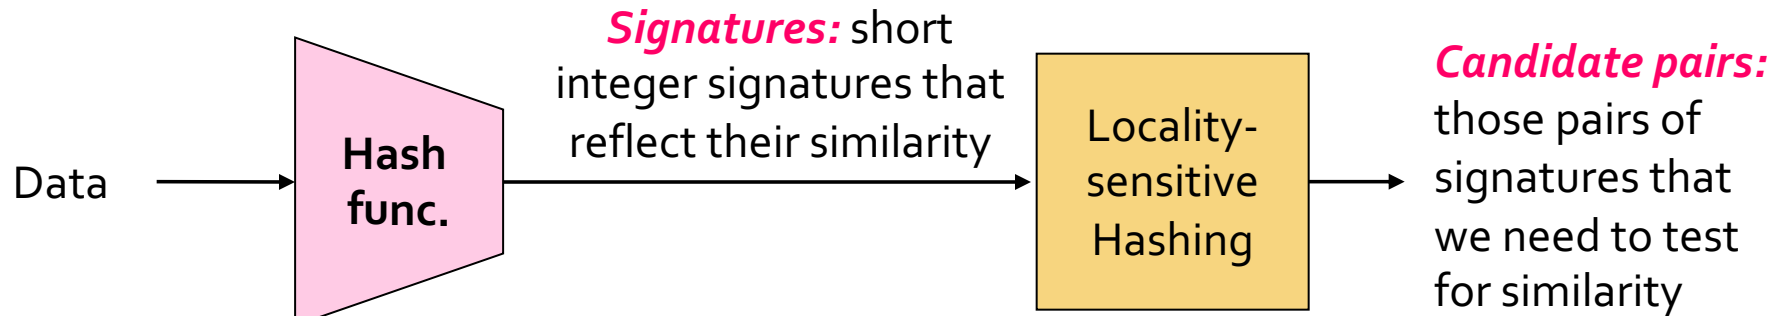 Data
Hash
func.
Signatures: short
integer signatures that
reflect their similarity
Locality-
sensitive
Hashing
Candidate pairs:
those pairs of
signatures that
we need to test
for similarity